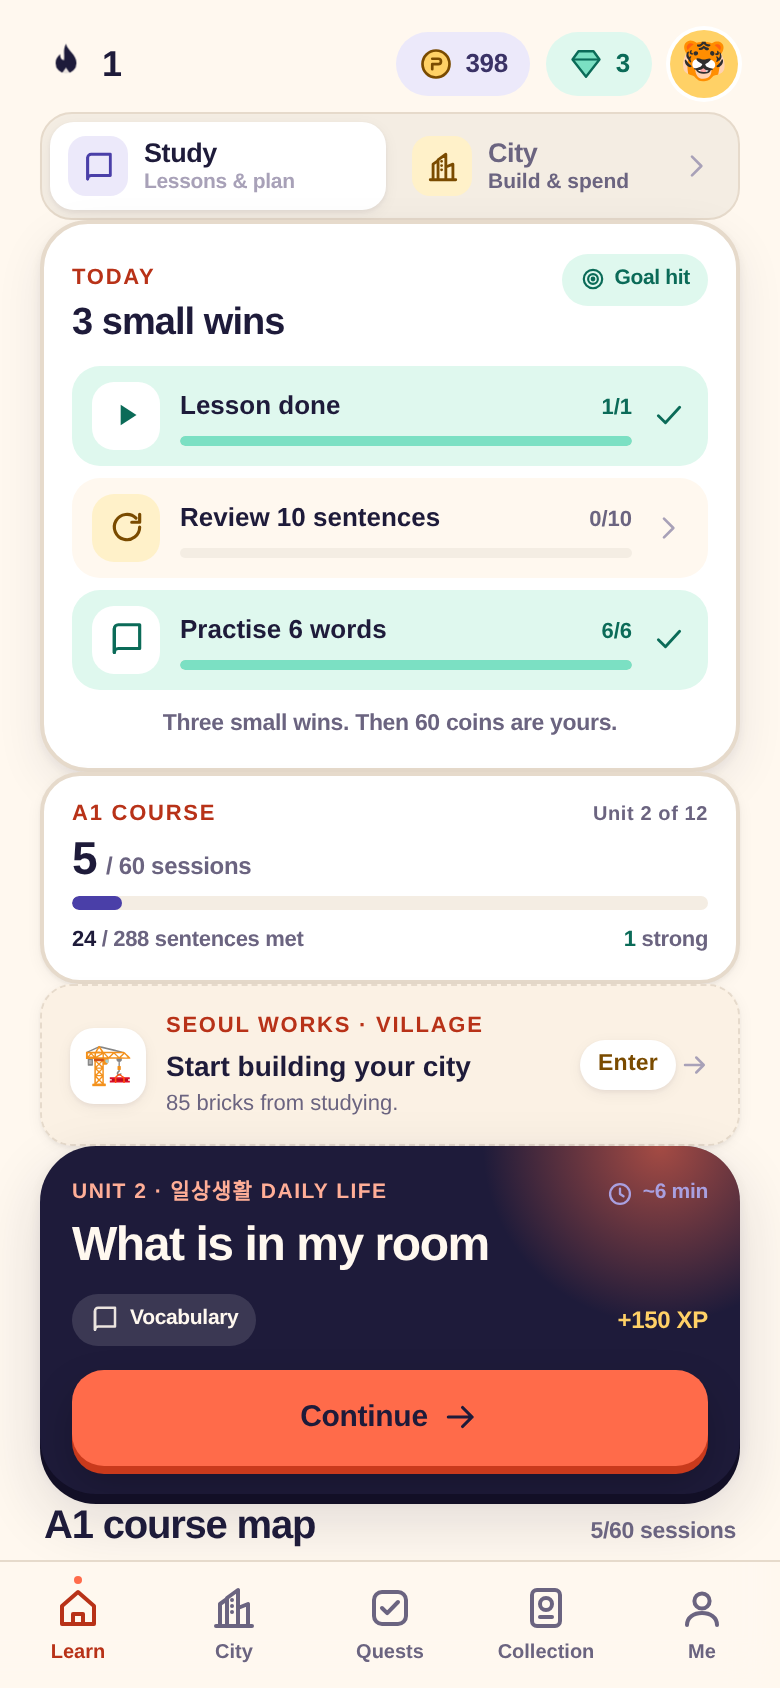 1
398
3
Study
Lessons & plan
City
Build & spend
TODAY
Goal hit
3 small wins
Lesson done
1/1
Review 10 sentences
0/10
Practise 6 words
6/6
Three small wins. Then 60 coins are yours.
A1 COURSE
Unit 2 of 12
5 / 60 sessions
24 / 288 sentences met
1 strong
SEOUL WORKS · VILLAGE
Start building your city
85 bricks from studying.
Enter
UNIT 2 · 일상생활 DAILY LIFE
~6 min
What is in my room
Vocabulary
+150 XP
Continue
A1 course map
5/60 sessions
Learn
City
Quests
Collection
Me